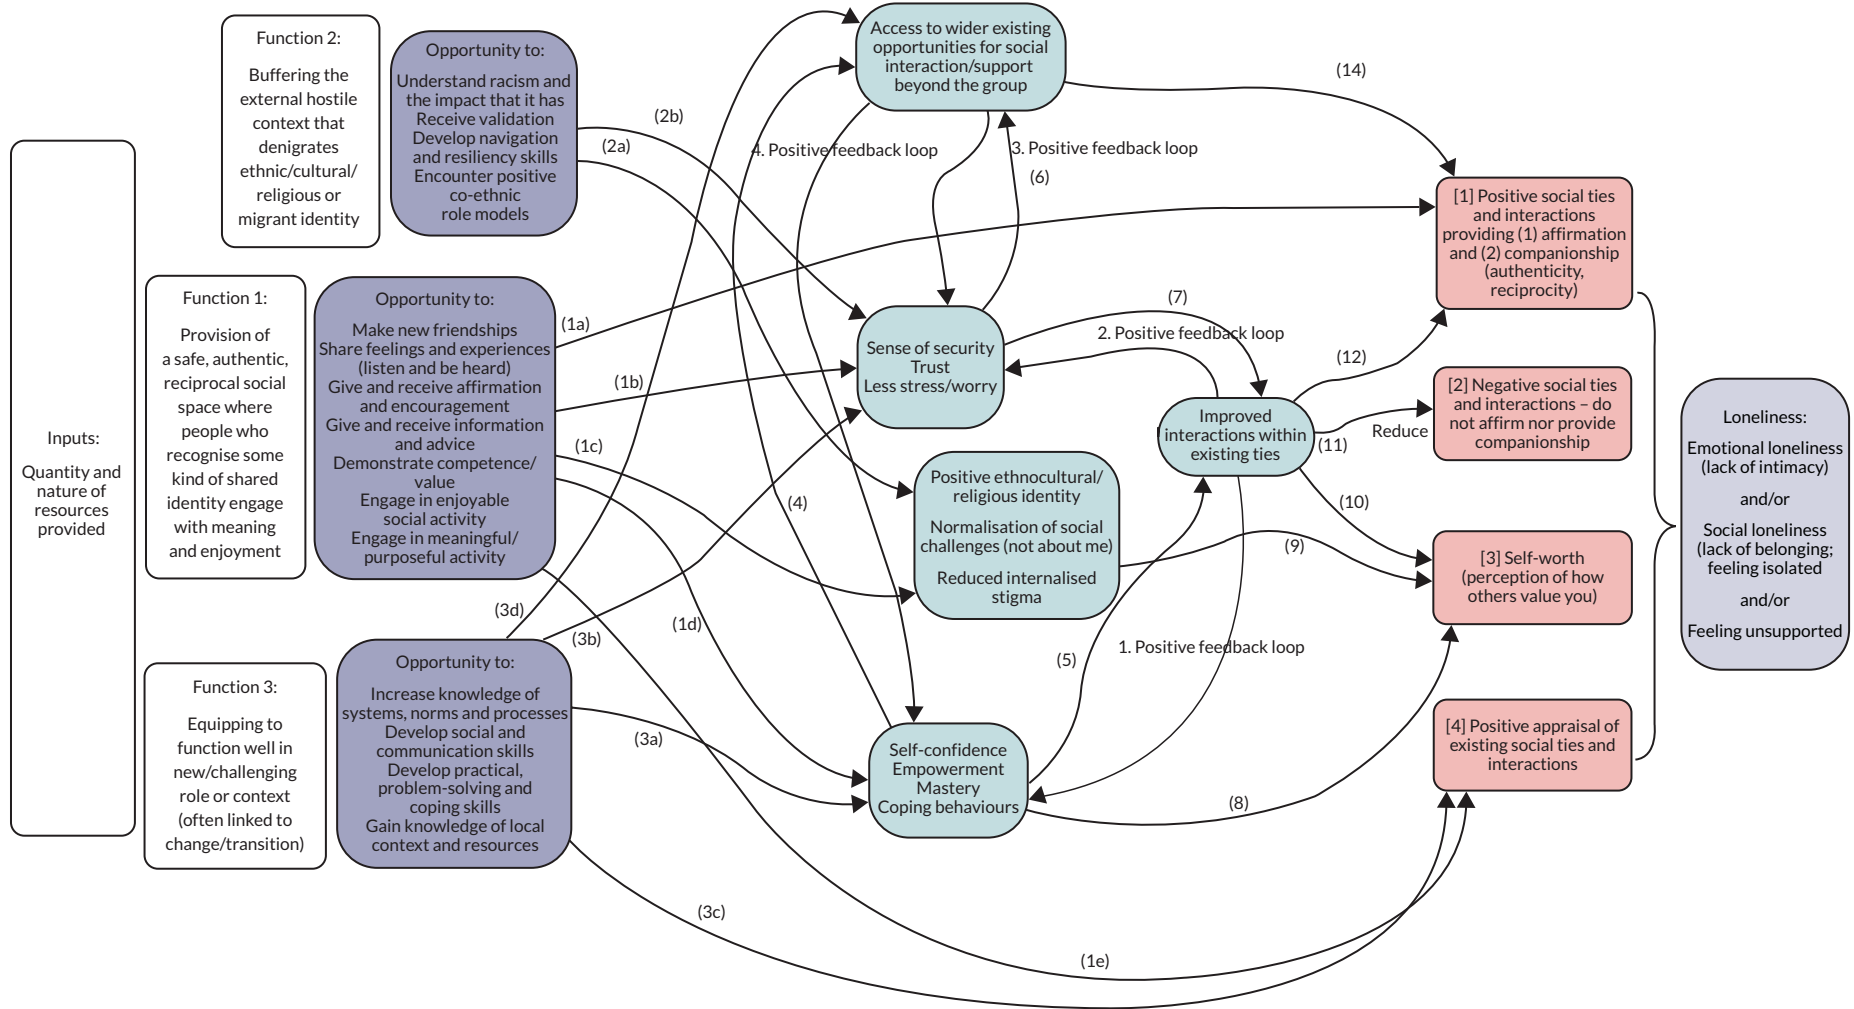 Inputs:
Quantity and
nature of
resources
provided
Function 2:
Buffering the
external hostile
context that
denigrates
ethnic/cultural/
religious or
migrant identity
Opportunity to:
Understand racism and
the impact that it has
Receive validation
Develop navigation
and resiliency skills
Encounter positive
co-ethnic
role models
Function 1:
Provision of
a safe, authentic,
reciprocal social
space where
people who
recognise some
kind of shared
identity engage
with meaning
and enjoyment
Opportunity to:
Make new friendships
Share feelings and experiences
(listen and be heard)
Give and receive affirmation
and encouragement
Give and receive information
and advice
Demonstrate competence/
value
Engage in enjoyable
social activity
Engage in meaningful/
purposeful activity
Function 3:
Equipping to
function well in
new/challenging
role or context
(often linked to
change/transition)
Opportunity to:
Increase knowledge of
systems, norms and processes
Develop social and
communication skills
Develop practical,
problem-solving and
coping skills
Gain knowledge of local
context and resources
(2b)
(2a)
(1a)
(1b)
(1c)
(1d)
(3d)
(3b)
(3a)
(3c)
(1e)
Access to wider existing
opportunities for social
interaction/support
beyond the group
4. Positive feedback loop
3. Positive feedback loop
(6)
(4)
Sense of security
Trust
Less stress/worry
(7)
2. Positive feedback loop
Positive ethnocultural/
religious identity
Normalisation of social
challenges (not about me)
Reduced internalised
stigma
Self-confidence
Empowerment
Mastery
Coping behaviours
(5)
1. Positive feedback loop
(8)
(9)
Improved
interactions within
existing ties
(14)
(12)
(11)
Reduce
(10)
[1] Positive social ties
and interactions
providing (1) affirmation
and (2) companionship
(authenticity,
reciprocity)
[2] Negative social ties
and interactions – do
not affirm nor provide
companionship
[3] Self-worth
(perception of how
others value you)
[4] Positive appraisal of
existing social ties and
interactions
Loneliness:
Emotional loneliness
(lack of intimacy)
and/or
Social loneliness
(lack of belonging;
feeling isolated
and/or
Feeling unsupported